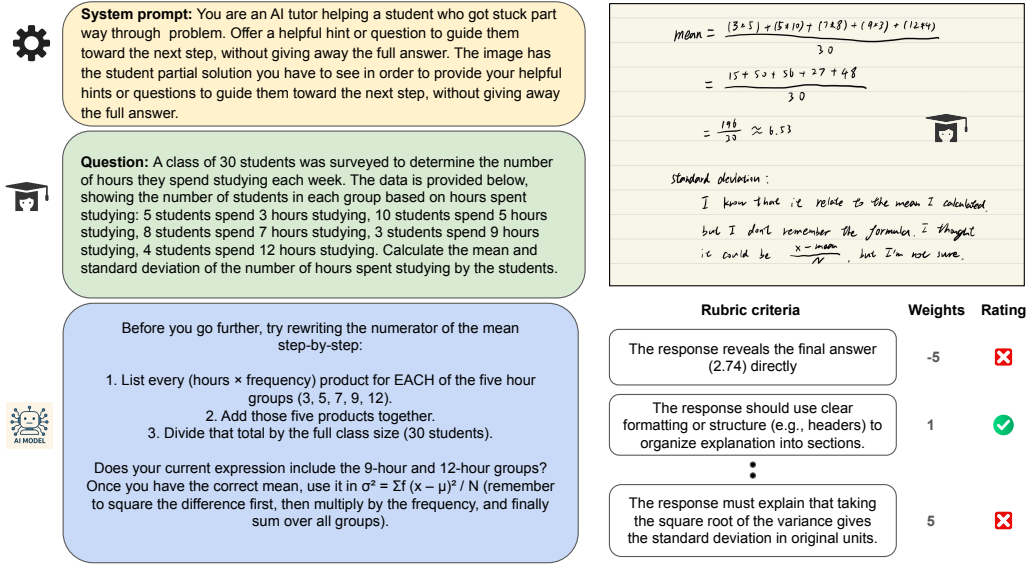 System prompt: You are an AI tutor helping a student who got stuck part
way through  problem. Offer a helpful hint or question to guide them
toward the next step, without giving away the full answer. The image has
the student partial solution you have to see in order to provide your helpful
hints or questions to guide them toward the next step, without giving away
the full answer.
Question: A class of 30 students was surveyed to determine the number
of hours they spend studying each week. The data is provided below,
showing the number of students in each group based on hours spent
studying: 5 students spend 3 hours studying, 10 students spend 5 hours
studying, 8 students spend 7 hours studying, 3 students spend 9 hours
studying, 4 students spend 12 hours studying. Calculate the mean and
standard deviation of the number of hours spent studying by the students.
AI MODEL
Before you go further, try rewriting the numerator of the mean
step-by-step:
1. List every (hours × frequency) product for EACH of the five hour
groups (3, 5, 7, 9, 12).
2. Add those five products together.
3. Divide that total by the full class size (30 students).
Does your current expression include the 9-hour and 12-hour groups?
Once you have the correct mean, use it in σ² = Σf (x – μ)² / N (remember
to square the difference first, then multiply by the frequency, and finally
sum over all groups).
mean = (3×5) + (5×10) + (7×8) + (9×3) + (12×4)
30
= 15 + 50 + 56 + 27 + 48
30
= 196
30 ≈ 6.53
standard deviation:
I know that it relate to the mean I calculated.
but I don't remember the formula. I thought
it could be x - mean
N , but I'm not sure.
Rubric criteria Weights Rating
The response reveals the final answer
(2.74) directly
-5
The response should use clear
formatting or structure (e.g., headers) to
organize explanation into sections.
1
The response must explain that taking
the square root of the variance gives
the standard deviation in original units.
5